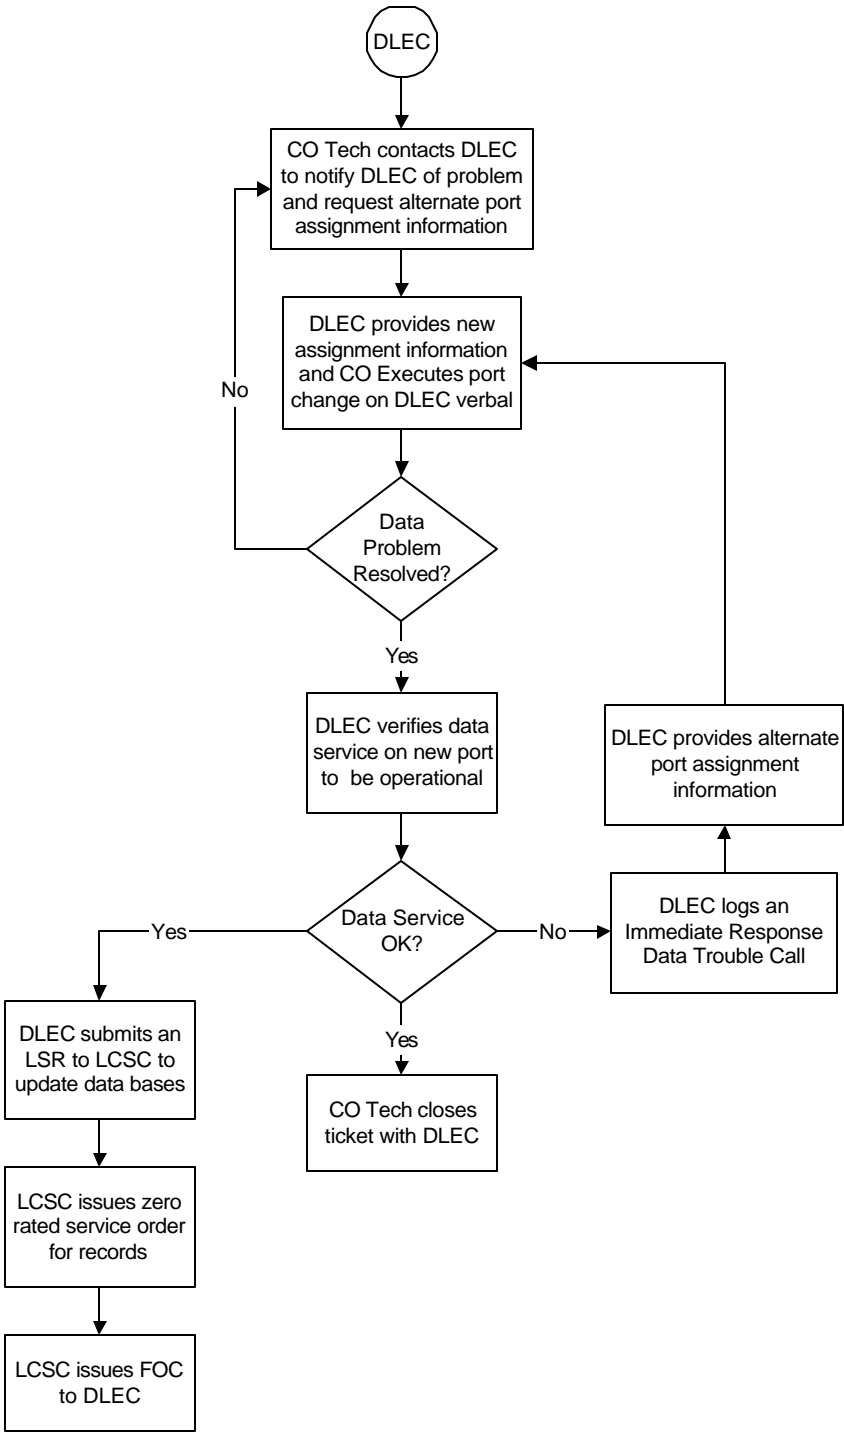 DLEC
CO Tech contacts DLEC
to notify DLEC of problem
and request alternate port
assignment information
DLEC provides new
assignment information
and CO Executes port
change on DLEC verbal
No
Data
Problem
Resolved?
Yes
DLEC verifies data
service on new port
to be operational
DLEC provides alternate
port assignment
information
Data Service
OK?
Yes
No
DLEC logs an
Immediate Response
Data Trouble Call
Yes
DLEC submits an
LSR to LCSC to
update data bases
CO Tech closes
ticket with DLEC
LCSC issues zero
rated service order
for records
LCSC issues FOC
to DLEC